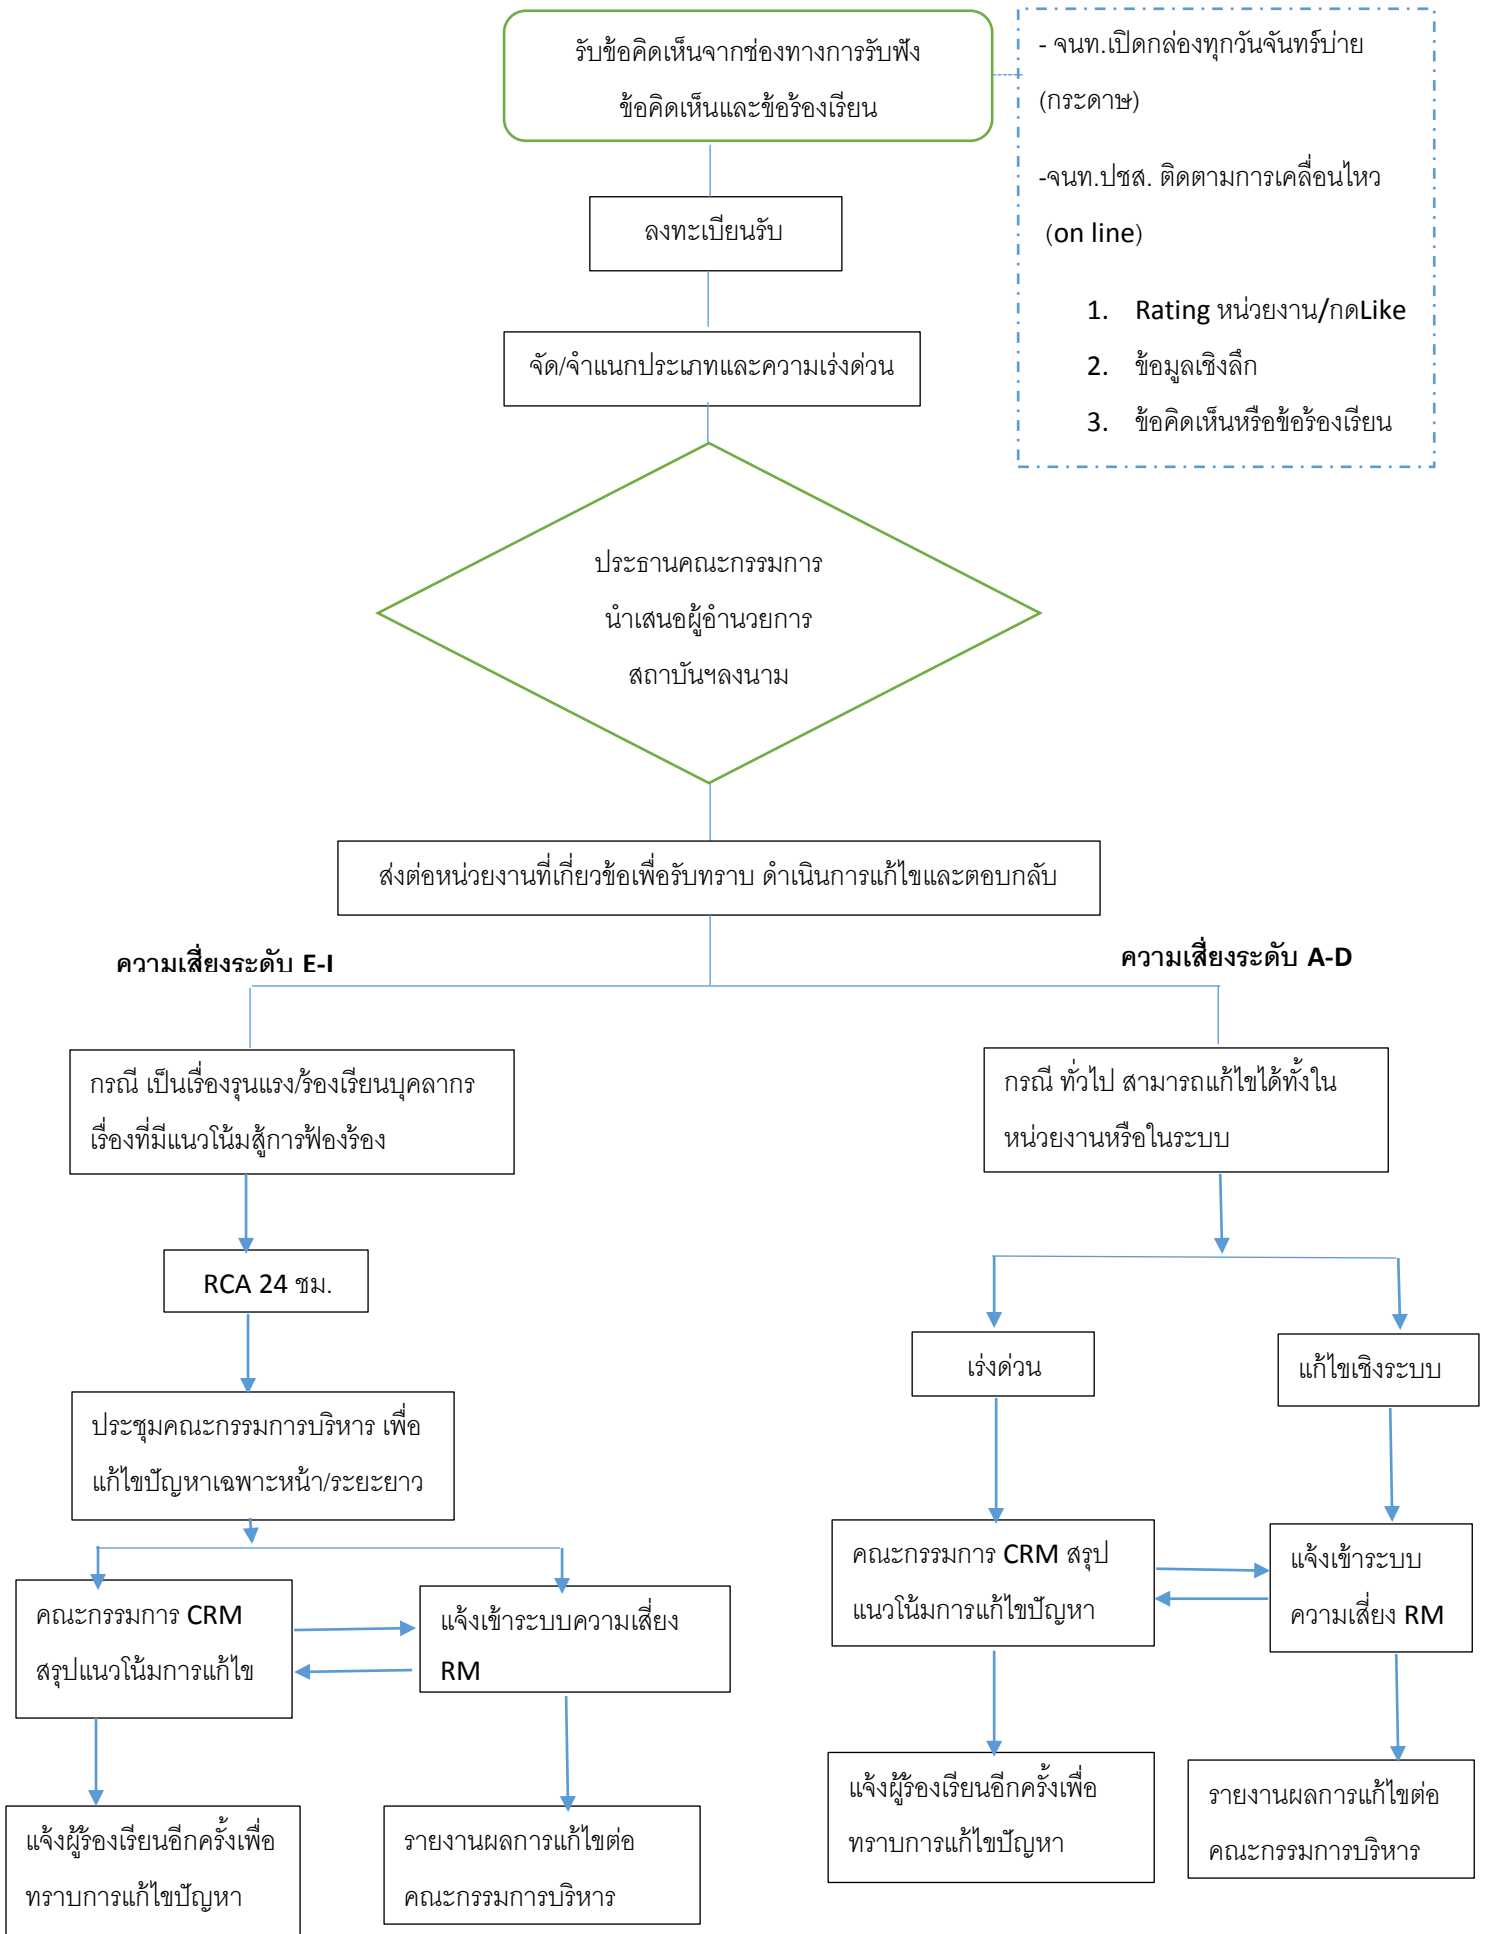 รับข้อคิดเห็นจากช่องทางการรับฟัง
ข้อคิดเห็นและข้อร้องเรียน
- จนท.เปิดกล่องทุกวันจันทร์บ่าย
(กระดาษ)
-จนท.ปชส. ติดตามการเคลื่อนไหว
(on line)
1. Rating หน่วยงาน/กดLike
2. ข้อมูลเชิงลึก
3. ข้อคิดเห็นหรือข้อร้องเรียน
ลงทะเบียนรับ
จัด/จำแนกประเภทและความเร่งด่วน
ประธานคณะกรรมการ
นำเสนอผู้อำนวยการ
สถาบันฯลงนาม
ส่งต่อหน่วยงานที่เกี่ยวข้อเพื่อรับทราบ ดำเนินการแก้ไขและตอบกลับ
ความเสี่ยงระดับ E-I
ความเสี่ยงระดับ A-D
กรณี เป็นเรื่องรุนแรง/ร้องเรียนบุคลากร
เรื่องที่มีแนวโน้มสู้การฟ้องร้อง
กรณี ทั่วไป สามารถแก้ไขได้ทั้งใน
หน่วยงานหรือในระบบ
RCA 24 ชม.
เร่งด่วน
แก้ไขเชิงระบบ
ประชุมคณะกรรมการบริหาร เพื่อ
แก้ไขปัญหาเฉพาะหน้า/ระยะยาว
คณะกรรมการ CRM
สรุปแนวโน้มการแก้ไข
แจ้งเข้าระบบความเสี่ยง
RM
คณะกรรมการ CRM สรุป
แนวโน้มการแก้ไขปัญหา
แจ้งเข้าระบบ
ความเสี่ยง RM
แจ้งผู้ร้องเรียนอีกครั้งเพื่อ
ทราบการแก้ไขปัญหา
รายงานผลการแก้ไขต่อ
คณะกรรมการบริหาร
แจ้งผู้ร้องเรียนอีกครั้งเพื่อ
ทราบการแก้ไขปัญหา
รายงานผลการแก้ไขต่อ
คณะกรรมการบริหาร